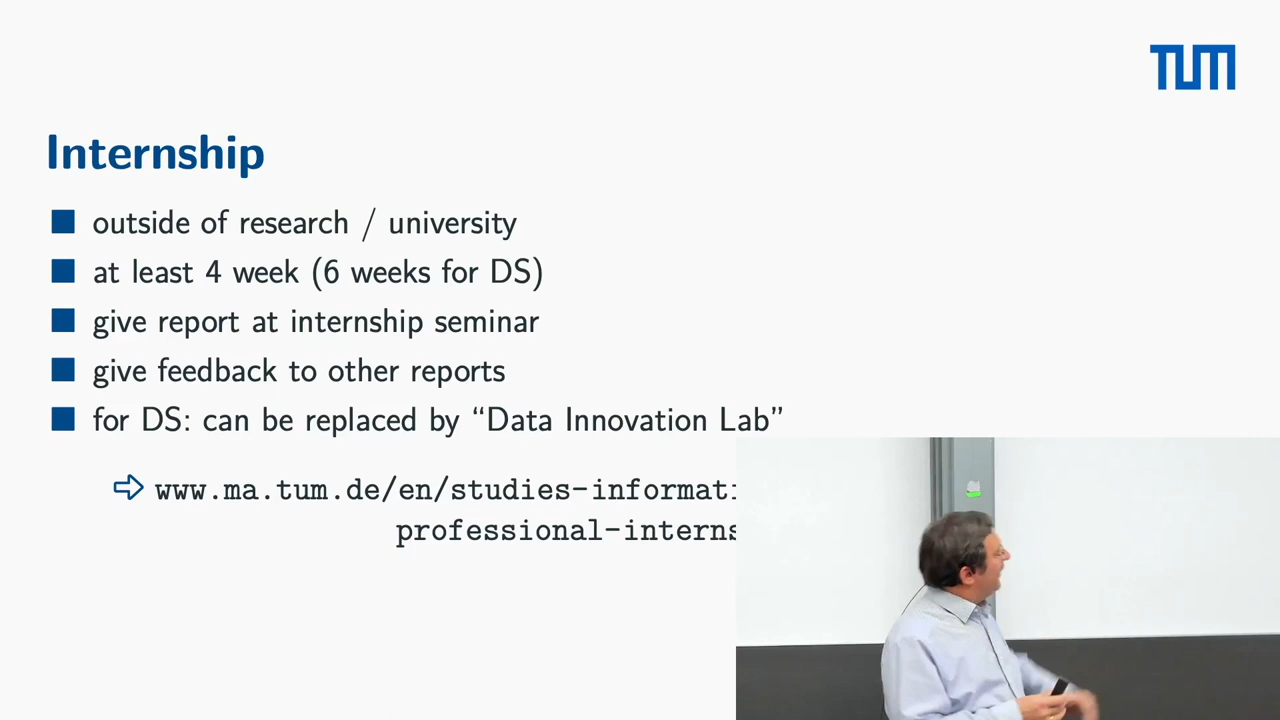 TUM
Internship
outside of research / university
at least 4 week (6 weeks for DS)
give report at internship seminar
give feedback to other reports
for DS: can be replaced by “Data Innovation Lab”
www.ma.tum.de/en/studies-informati
professional-interns